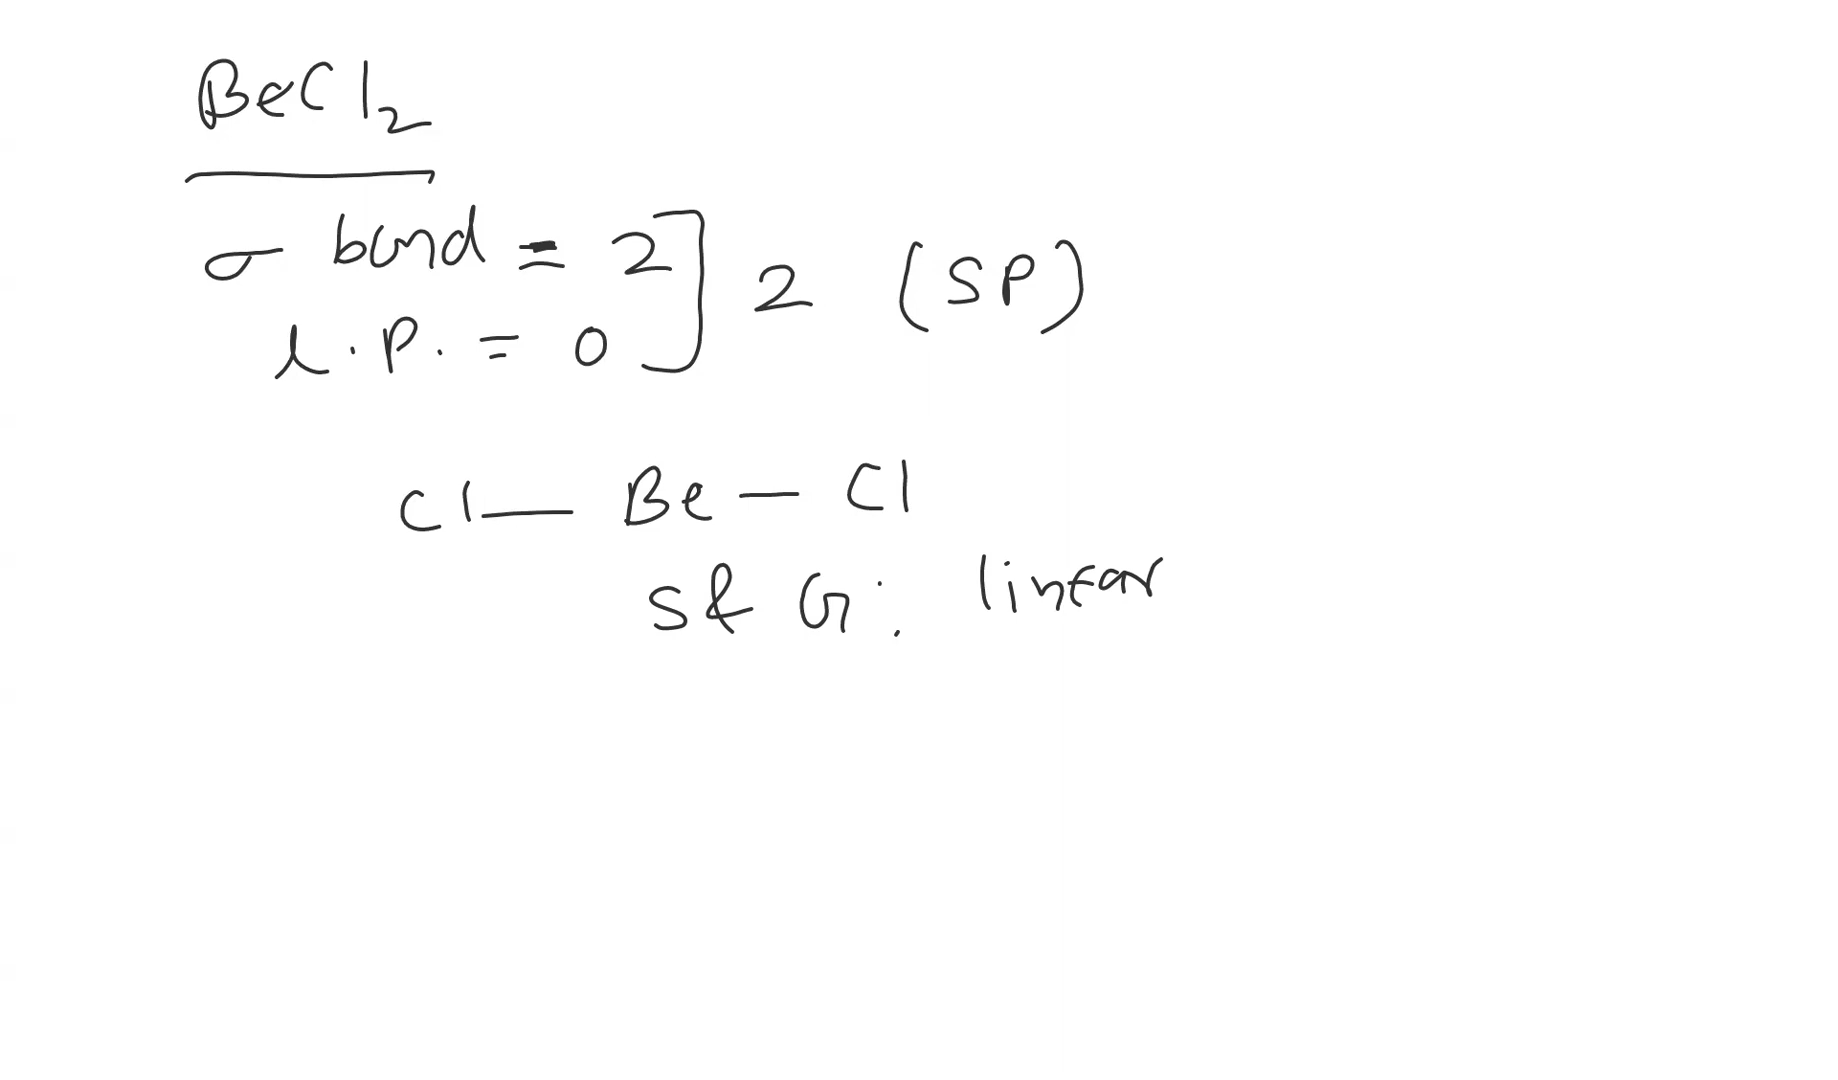 BeCl₂
σ bond = 2 ] 2 (SP)
l.p. = 0
Cl — Be — Cl
S & G : linear